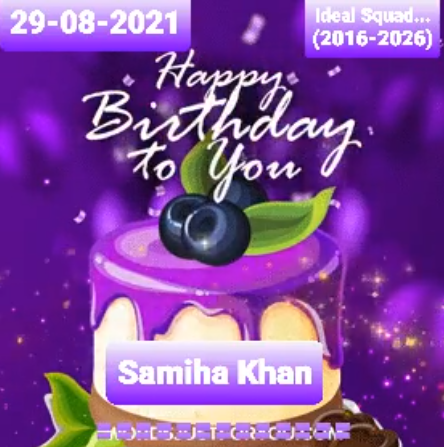 29-08-2021
Ideal Squad...
(2016-2026)
Happy
Birthday
to You
Samiha Khan